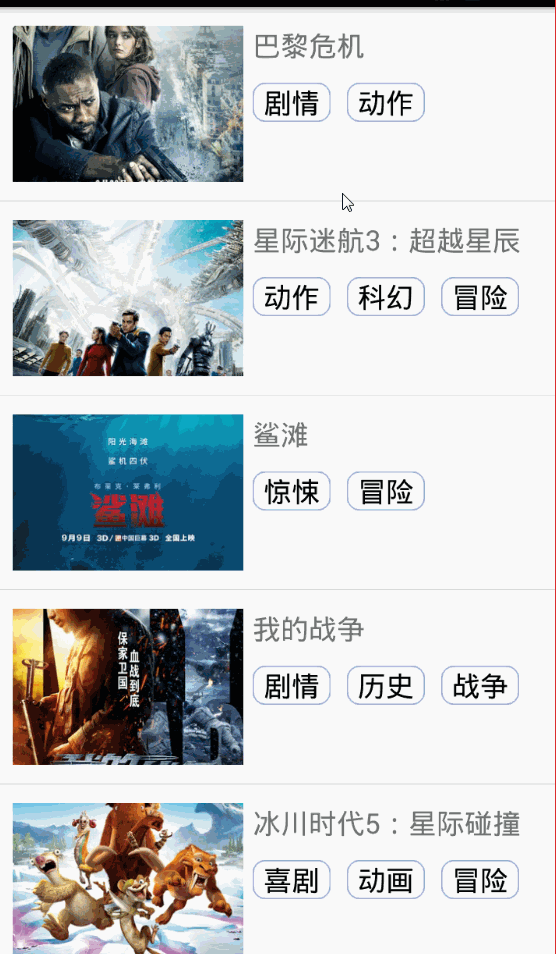 巴黎危机
剧情 动作
星际迷航3：超越星辰
动作 科幻 冒险
阳光海滩
鲨机四伏
布莱克·莱弗利
鲨滩
9月9日 3D/中国巨幕3D 全国上映
鲨滩
惊悚 冒险
保家卫国
血战到底
我的战争
剧情 历史 战争
冰川时代5：星际碰撞
喜剧 动画 冒险